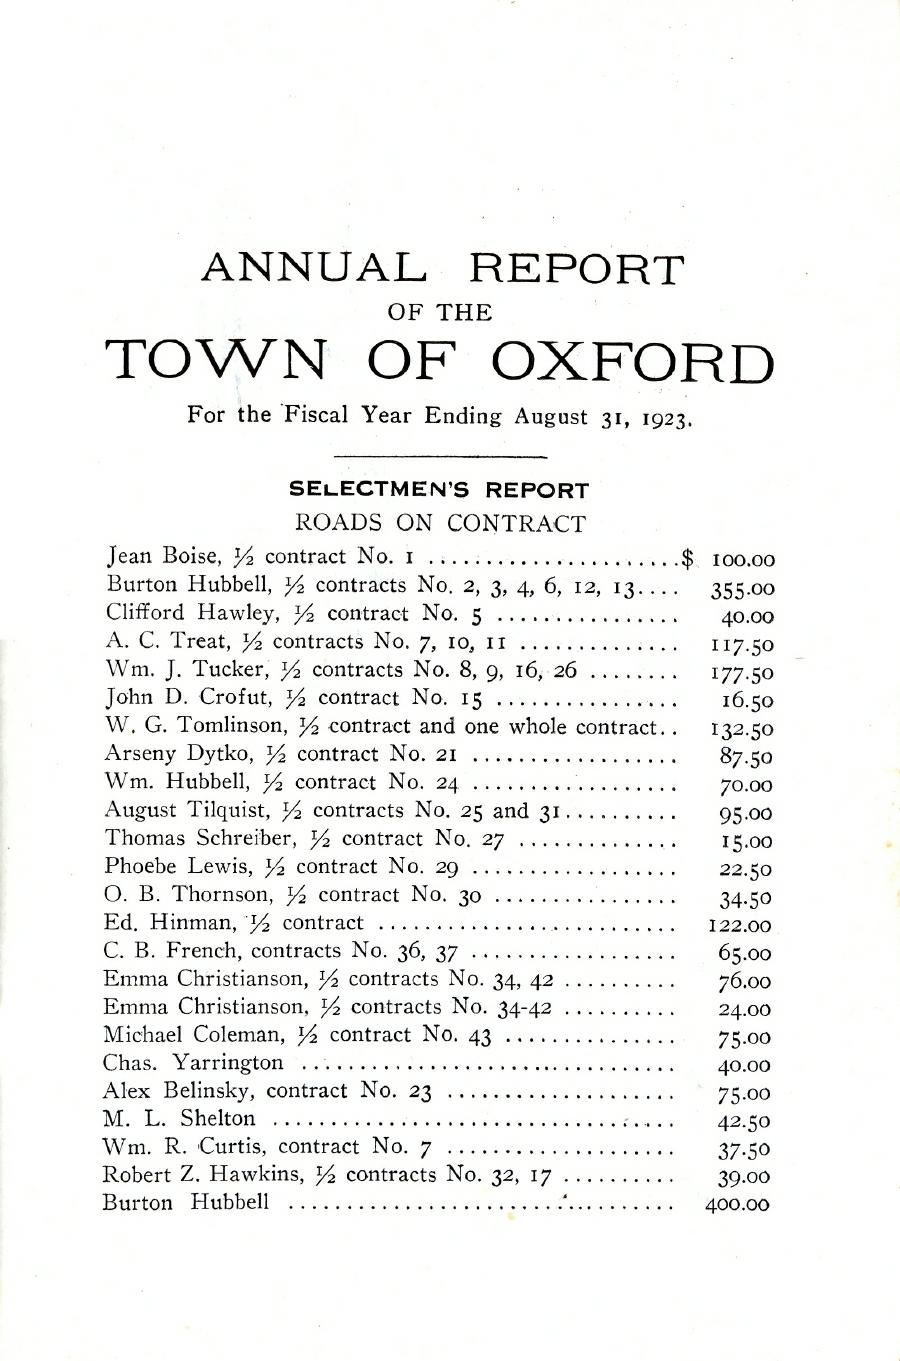 ANNUAL REPORT
OF THE
TOWN OF OXFORD
For the Fiscal Year Ending August 31, 1923.
SELECTMEN'S REPORT
ROADS ON CONTRACT
Jean Boise, ½ contract No. 1 ......................$ 100.00
Burton Hubbell, ½ contracts No. 2, 3, 4, 6, 12, 13.... 355.00
Clifford Hawley, ½ contract No. 5 ................ 40.00
A. C. Treat, ½ contracts No. 7, 10, 11 .............. 117.50
Wm. J. Tucker, ½ contracts No. 8, 9, 16, 26 ........ 177.50
John D. Crofut, ½ contract No. 15 ................ 16.50
W. G. Tomlinson, ½ contract and one whole contract.. 132.50
Arseny Dytko, ½ contract No. 21 .................. 87.50
Wm. Hubbell, ½ contract No. 24 .................. 70.00
August Tilquist, ½ contracts No. 25 and 31.......... 95.00
Thomas Schreiber, ½ contract No. 27 .............. 15.00
Phoebe Lewis, ½ contract No. 29 .................. 22.50
O. B. Thornson, ½ contract No. 30 ................ 34.50
Ed. Hinman, ½ contract .......................... 122.00
C. B. French, contracts No. 36, 37 .................. 65.00
Emma Christianson, ½ contracts No. 34, 42 .......... 76.00
Emma Christianson, ½ contracts No. 34-42 .......... 24.00
Michael Coleman, ½ contract No. 43 ............... 75.00
Chas. Yarrington ................................ 40.00
Alex Belinsky, contract No. 23 .................... 75.00
M. L. Shelton ................................... 42.50
Wm. R. Curtis, contract No. 7 .................... 37.50
Robert Z. Hawkins, ½ contracts No. 32, 17 .......... 39.00
Burton Hubbell .................................. 400.00